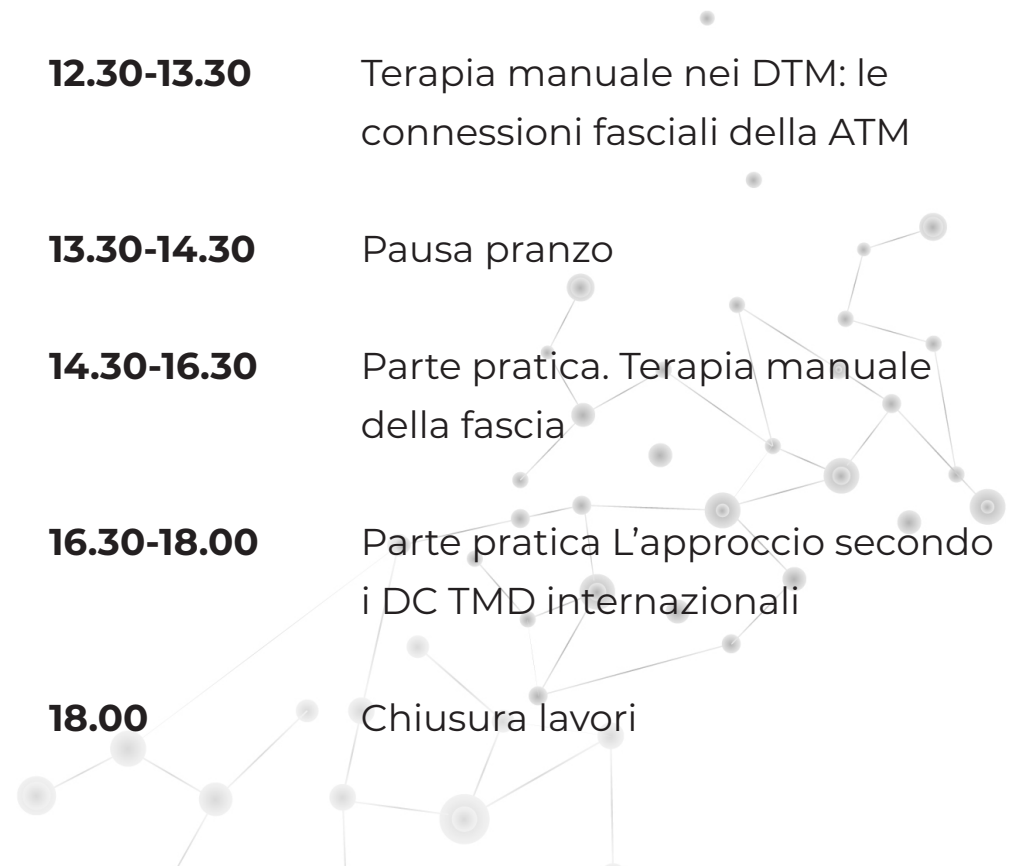 12.30-13.30 Terapia manuale nei DTM: le
connessioni fasciali della ATM
13.30-14.30 Pausa pranzo
14.30-16.30 Parte pratica. Terapia manuale
della fascia
16.30-18.00 Parte pratica L’approccio secondo
i DC TMD internazionali
18.00 Chiusura lavori